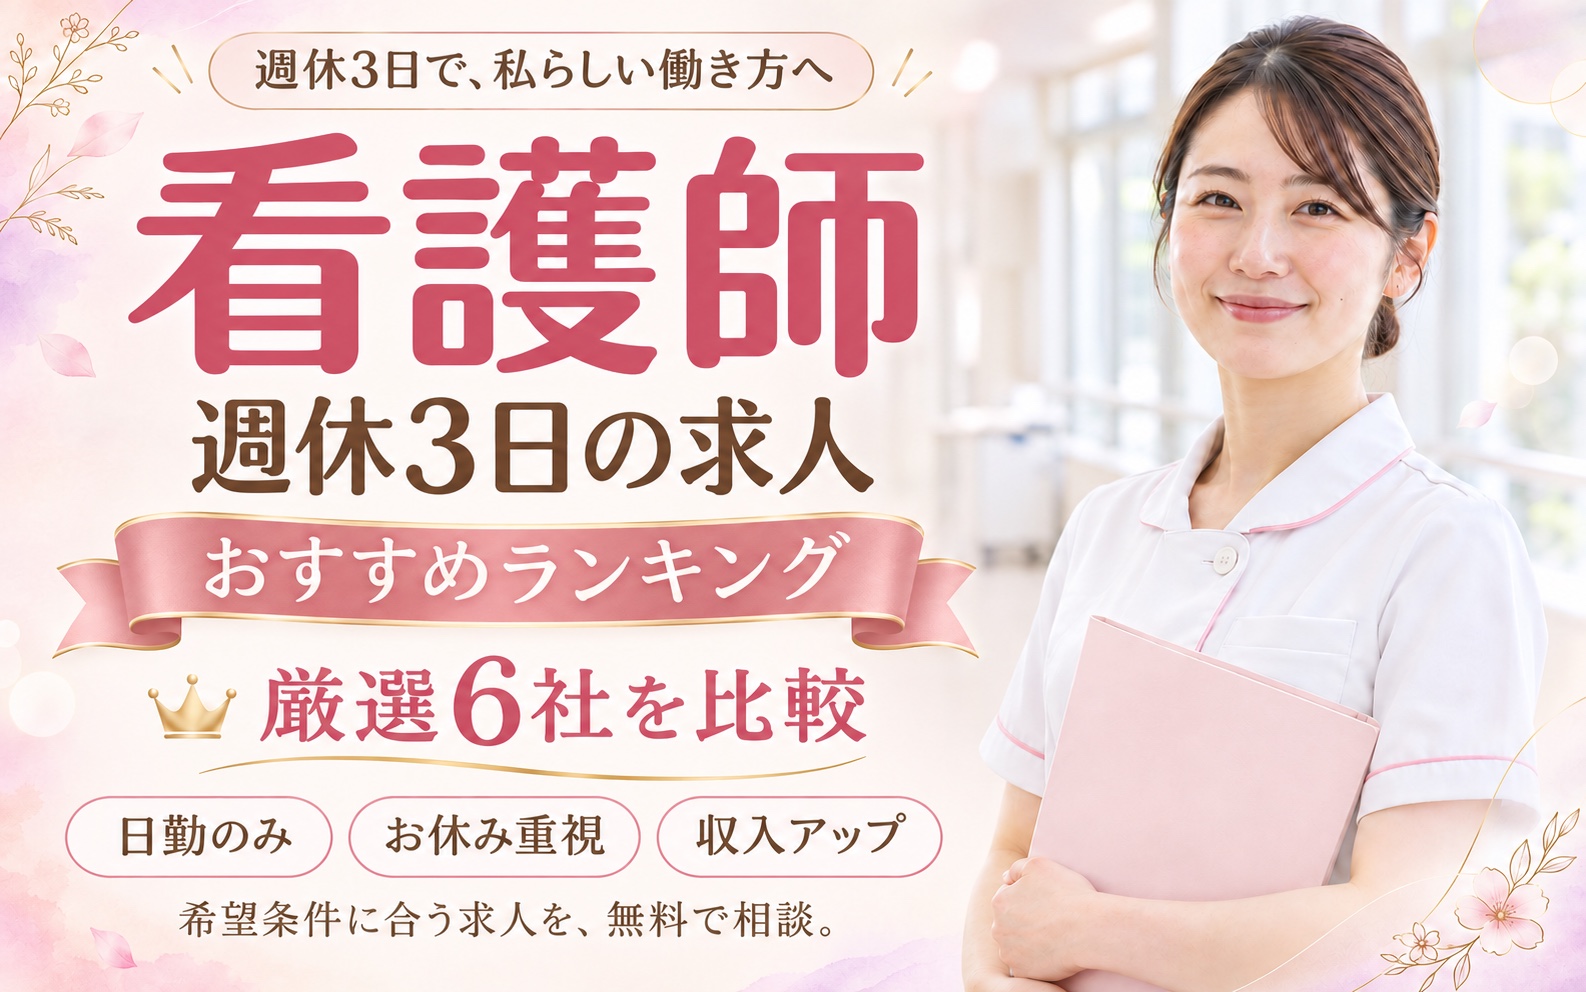 週休3日で、私らしい働き方へ
看護師
週休3日の求人
おすすめランキング
厳選6社を比較
日勤のみ
お休み重視
収入アップ
希望条件に合う求人を、無料で相談。